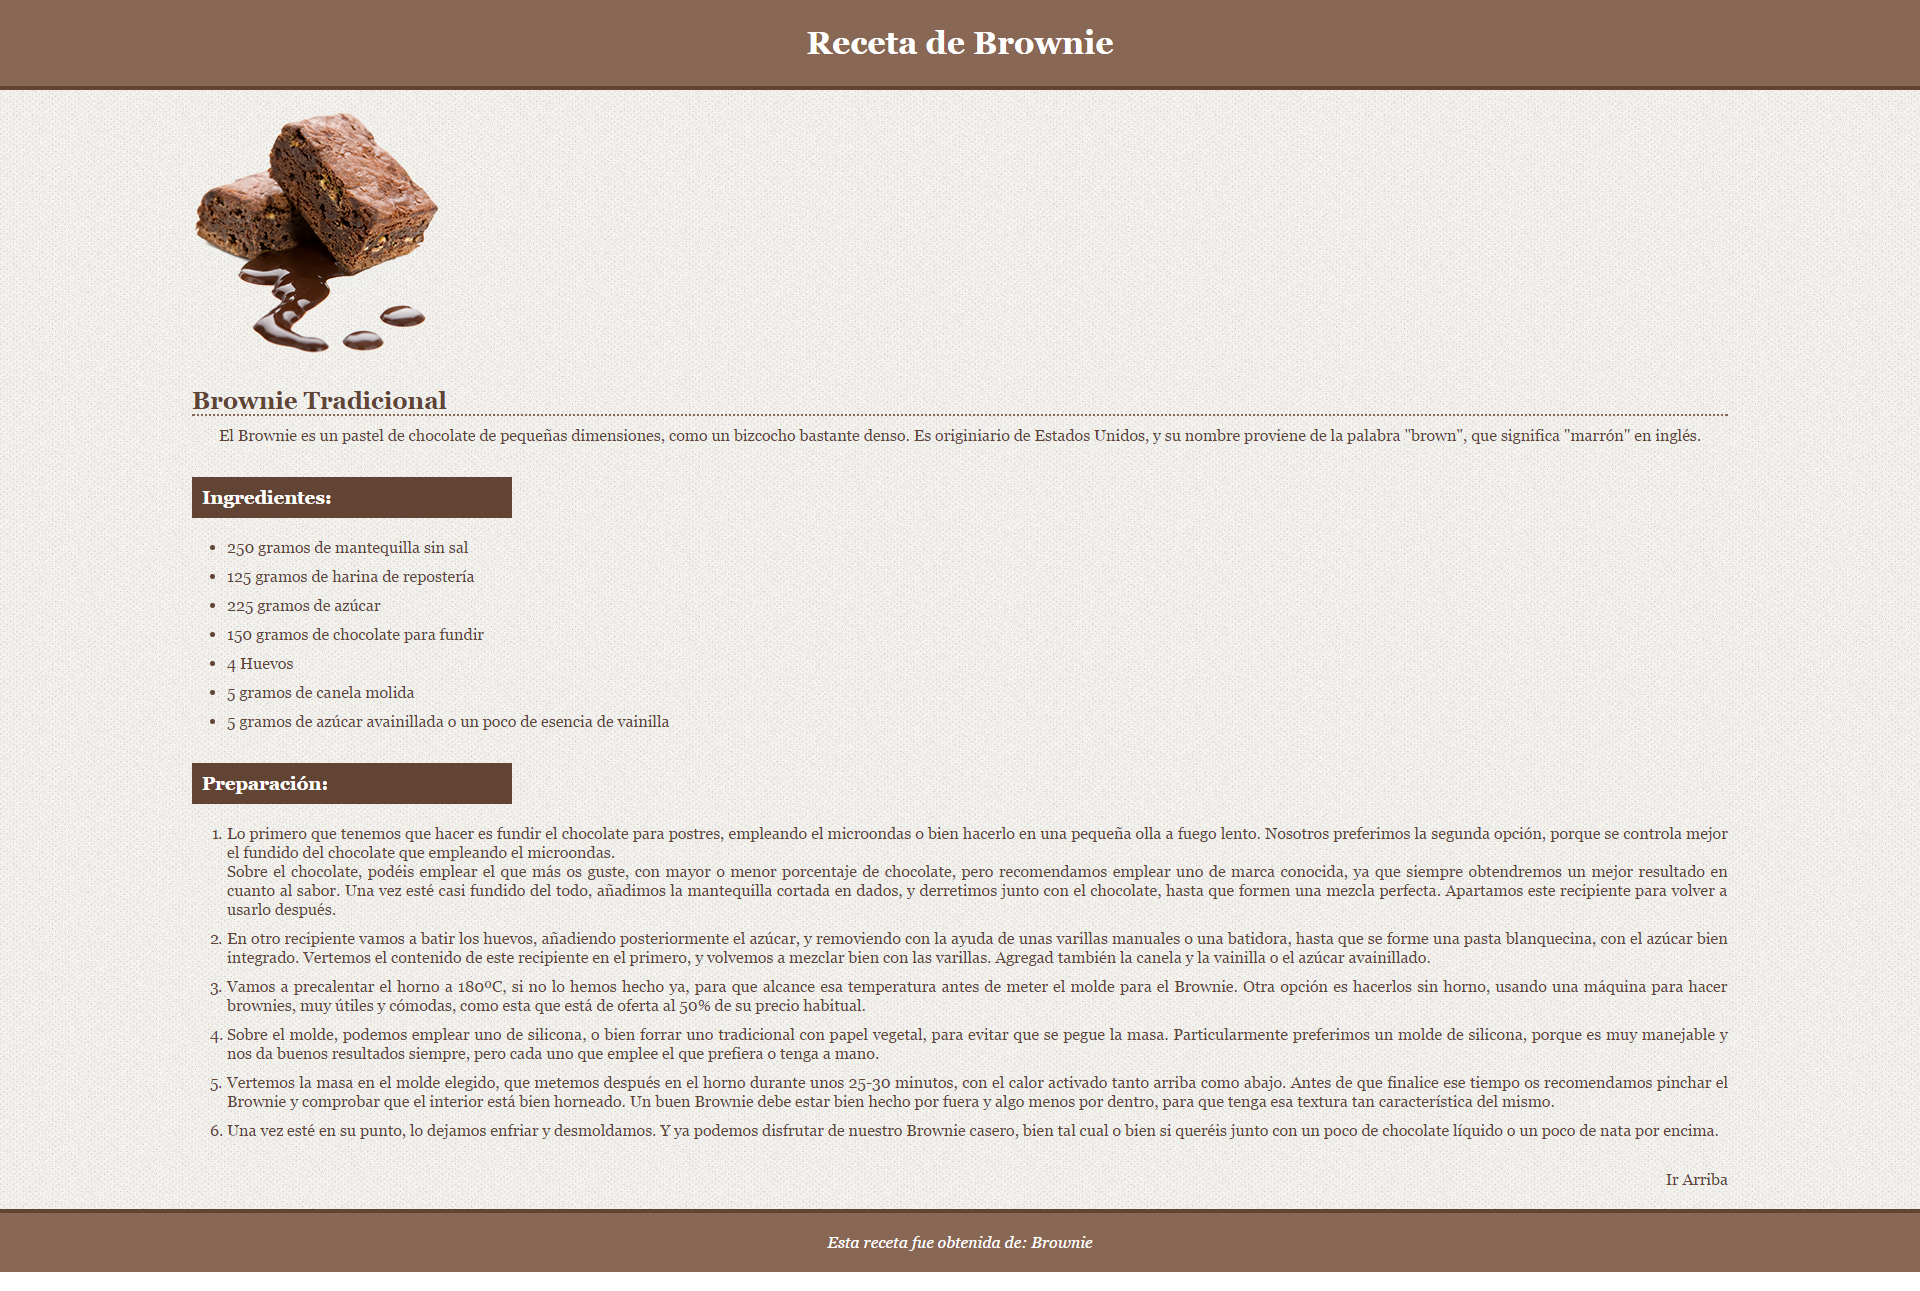 Receta de Brownie
Brownie Tradicional
El Brownie es un pastel de chocolate de pequeñas dimensiones, como un bizcocho bastante denso. Es originiario de Estados Unidos, y su nombre proviene de la palabra "brown", que significa "marrón" en inglés.
Ingredientes:
• 250 gramos de mantequilla sin sal
• 125 gramos de harina de repostería
• 225 gramos de azúcar
• 150 gramos de chocolate para fundir
• 4 Huevos
• 5 gramos de canela molida
• 5 gramos de azúcar avainillada o un poco de esencia de vainilla
Preparación:
1. Lo primero que tenemos que hacer es fundir el chocolate para postres, empleando el microondas o bien hacerlo en una pequeña olla a fuego lento. Nosotros preferimos la segunda opción, porque se controla mejor
el fundido del chocolate que empleando el microondas.
Sobre el chocolate, podéis emplear el que más os guste, con mayor o menor porcentaje de chocolate, pero recomendamos emplear uno de marca conocida, ya que siempre obtendremos un mejor resultado en
cuanto al sabor. Una vez esté casi fundido del todo, añadimos la mantequilla cortada en dados, y derretimos junto con el chocolate, hasta que formen una mezcla perfecta. Apartamos este recipiente para volver a
usarlo después.
2. En otro recipiente vamos a batir los huevos, añadiendo posteriormente el azúcar, y removiendo con la ayuda de unas varillas manuales o una batidora, hasta que se forme una pasta blanquecina, con el azúcar bien
integrado. Vertemos el contenido de este recipiente en el primero, y volvemos a mezclar bien con las varillas. Agregad también la canela y la vainilla o el azúcar avainillado.
3. Vamos a precalentar el horno a 180ºC, si no lo hemos hecho ya, para que alcance esa temperatura antes de meter el molde para el Brownie. Otra opción es hacerlos sin horno, usando una máquina para hacer
brownies, muy útiles y cómodas, como esta que está de oferta al 50% de su precio habitual.
4. Sobre el molde, podemos emplear uno de silicona, o bien forrar uno tradicional con papel vegetal, para evitar que se pegue la masa. Particularmente preferimos un molde de silicona, porque es muy manejable y
nos da buenos resultados siempre, pero cada uno que emplee el que prefiera o tenga a mano.
5. Vertemos la masa en el molde elegido, que metemos después en el horno durante unos 25-30 minutos, con el calor activado tanto arriba como abajo. Antes de que finalice ese tiempo os recomendamos pinchar el
Brownie y comprobar que el interior está bien horneado. Un buen Brownie debe estar bien hecho por fuera y algo menos por dentro, para que tenga esa textura tan característica del mismo.
6. Una vez esté en su punto, lo dejamos enfriar y desmoldamos. Y ya podemos disfrutar de nuestro Brownie casero, bien tal cual o bien si queréis junto con un poco de chocolate líquido o un poco de nata por encima.
Ir Arriba
Esta receta fue obtenida de: Brownie